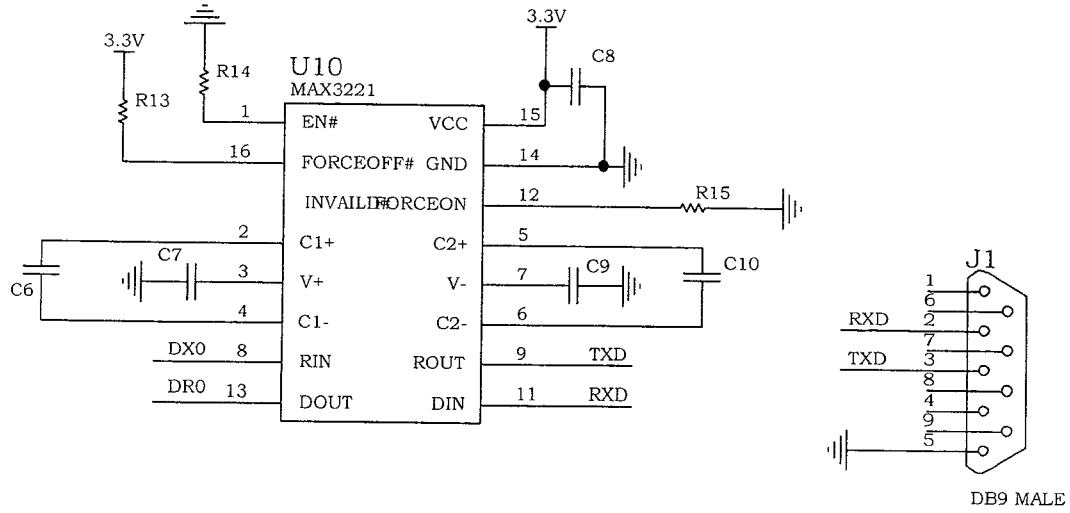 3.3V
C8
3.3V
R14
R13
U10
MAX3221
1
EN#
VCC
15
16
FORCEOFF#
GND
14
INVAILD#
FORCEON
12
R15
2
C1+
C2+
5
C7
C6
3
V+
V-
7
C9
C10
4
C1-
C2-
6
DX0
8
RIN
ROUT
9
TXD
DR0
13
DOUT
DIN
11
RXD
J1
1
6
RXD
2
7
TXD
3
8
4
9
5
DB9 MALE